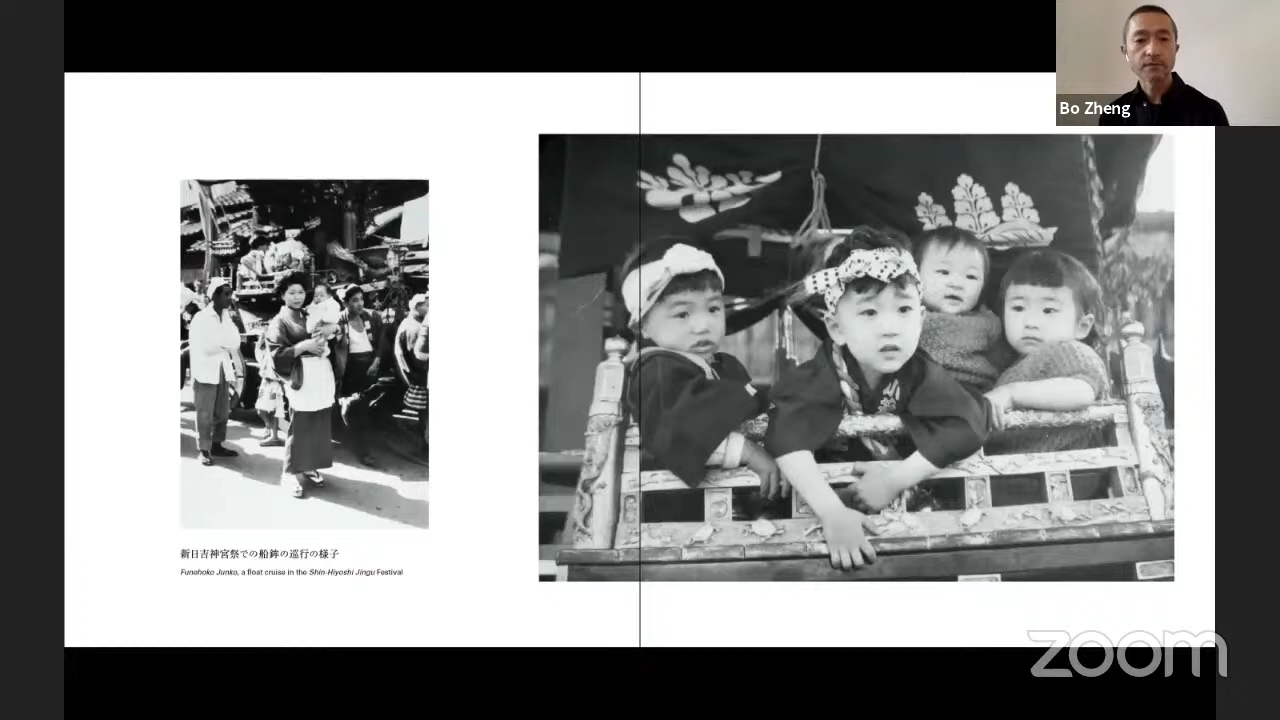 Bo Zheng
新日吉神宮祭での船鉾の巡行の様子
Funahoko Junko, a float cruise in the Shin-Hiyoshi Jingu Festival
zoom